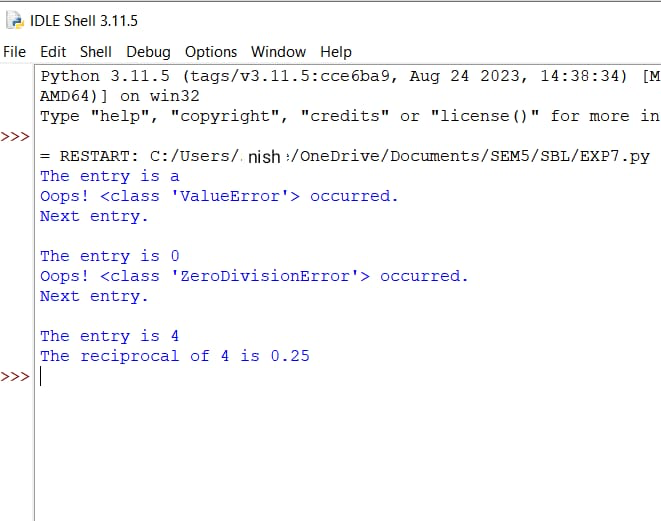 IDLE Shell 3.11.5
File Edit Shell Debug Options Window Help
Python 3.11.5 (tags/v3.11.5:cce6ba9, Aug 24 2023, 14:38:34) [M
AMD64)] on win32
Type "help", "copyright", "credits" or "license()" for more in
>>>
= RESTART: C:/Users/ nish /OneDrive/Documents/SEM5/SBL/EXP7.py
The entry is a
Oops! <class 'ValueError'> occurred.
Next entry.
The entry is 0
Oops! <class 'ZeroDivisionError'> occurred.
Next entry.
The entry is 4
The reciprocal of 4 is 0.25
>>>